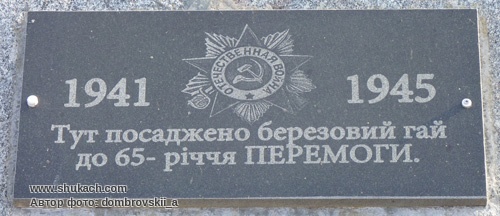 ОТЕЧЕСТВЕННАЯ ВОЙНА
1941 1945
Тут посаджено березовий гай
до 65- річчя ПЕРЕМОГИ.
www.shukach.com
Автор фото: dombrovskii_a